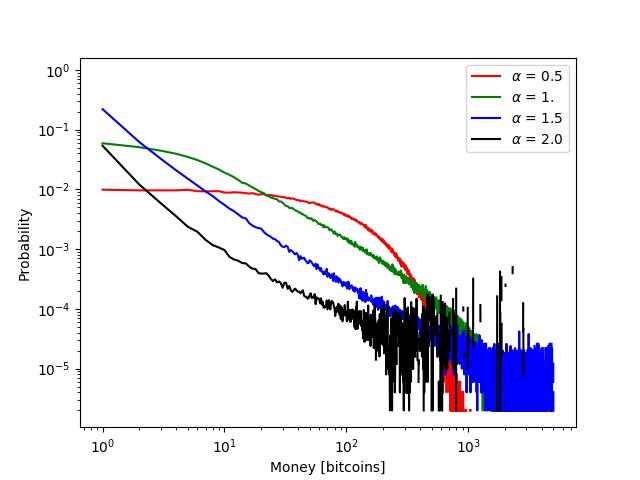 10⁰
10⁻¹
10⁻²
10⁻³
10⁻⁴
10⁻⁵
Probability
α = 0.5
α = 1.
α = 1.5
α = 2.0
10⁰ 10¹ 10² 10³
Money [bitcoins]